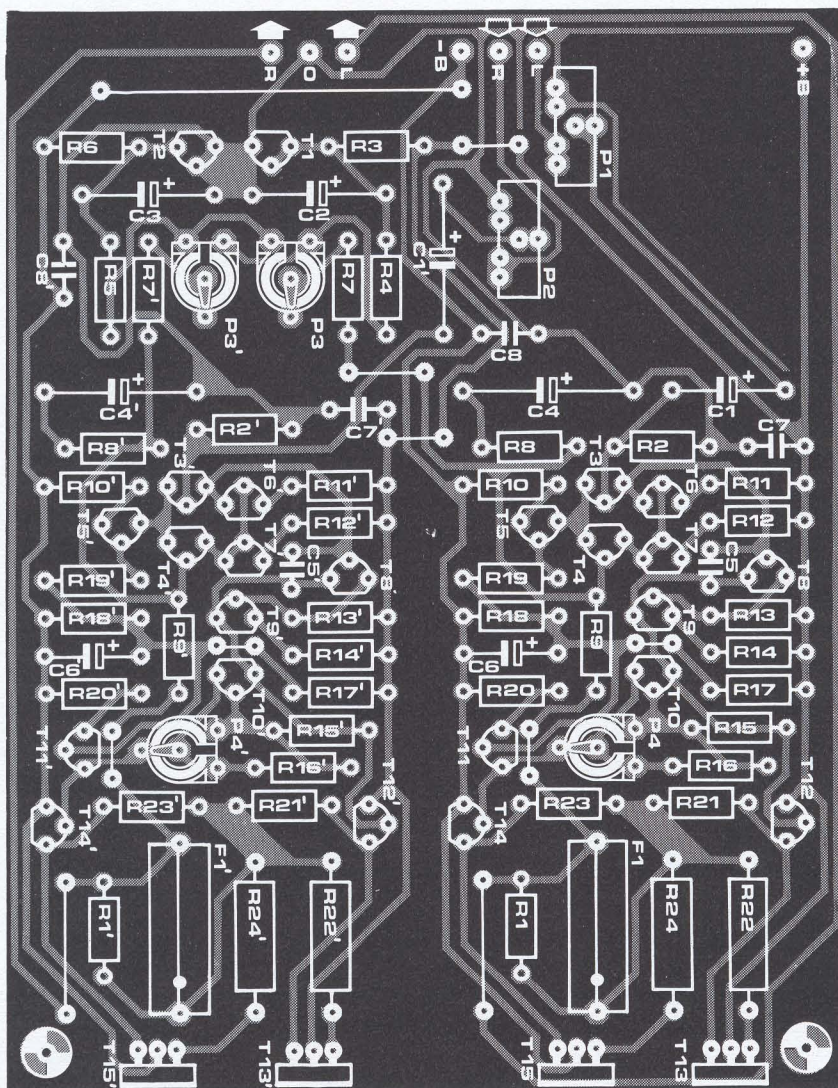 R O L -B R L +B
R6 T2 T1 R3 P1
C3 C2
C8' R5 R7' P3' P3 R7 R4 C1' P2
C8
C4' C4 C1
R2' C7' C7
R8' R8 R2
T3' T6' T3 T6
R10' R11' R10 R11
T5' R12' T5 R12
T4' T7' C5' T8' T4 T7 C5 T8
R19' R19
R18' T9' R13' R18 T9 R13
R9' R14' R9 R14
C6' C6
R20' R17' R20 R17
T10' T10
T11' P4' R15' T11 P4 R15
R16' R16
T12' T12
R23' R21' R23 R21
T14' T14
F1' F1
R1' R24' R22' R1 R24 R22
T15' T13' T15 T13